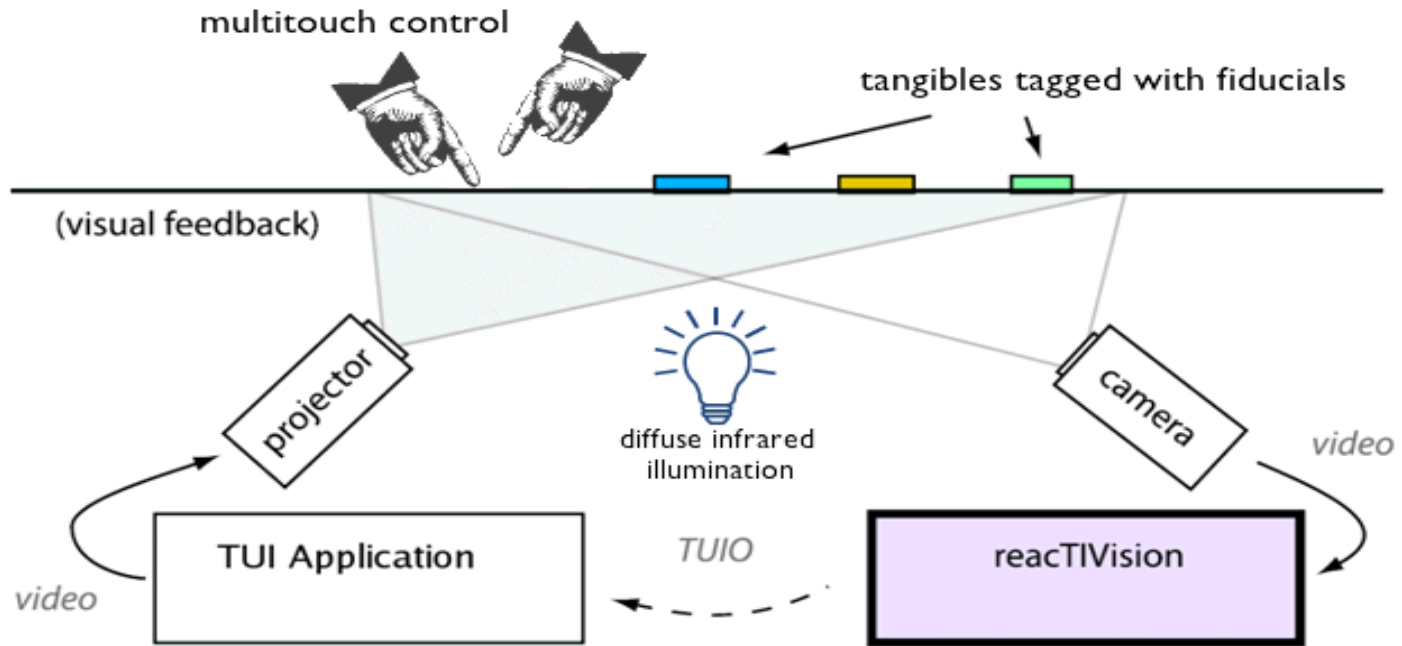 multitouch control
tangibles tagged with fiducials
(visual feedback)
projector
camera
diffuse infrared
illumination
video
TUI Application
TUIO
reacTIVision
video